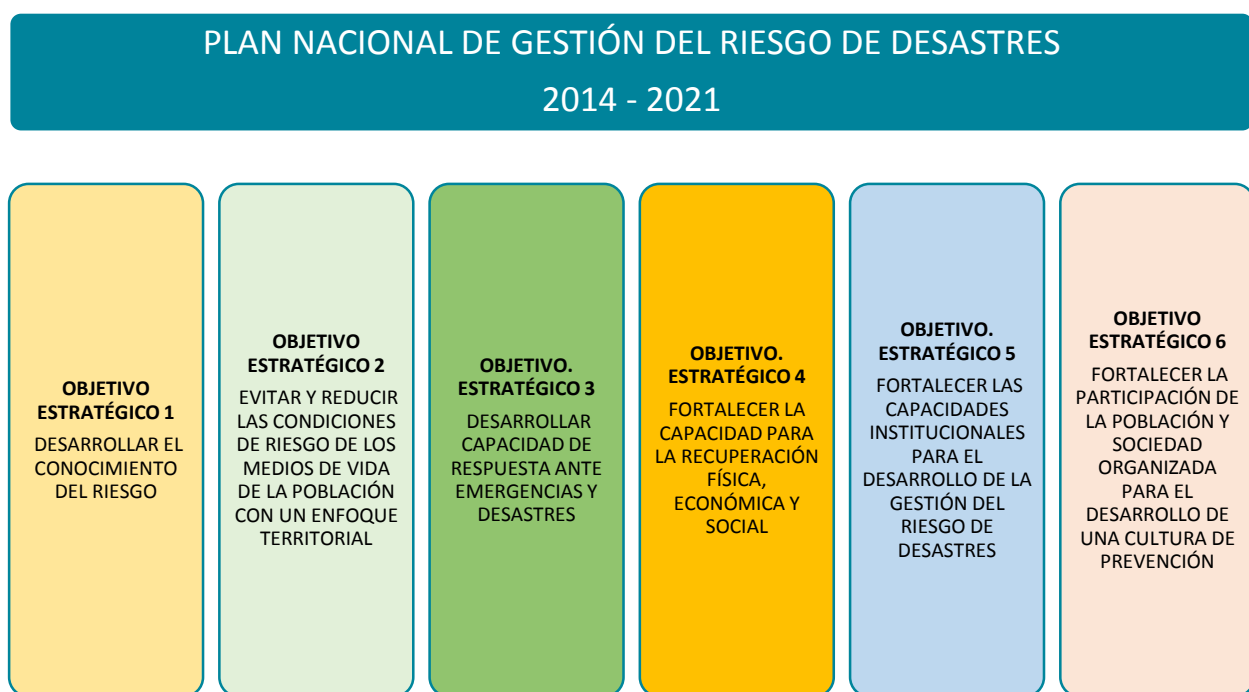 PLAN NACIONAL DE GESTIÓN DEL RIESGO DE DESASTRES
2014 - 2021
OBJETIVO
ESTRATÉGICO 1
DESARROLLAR EL
CONOCIMIENTO
DEL RIESGO
OBJETIVO
ESTRATÉGICO 2
EVITAR Y REDUCIR
LAS CONDICIONES
DE RIESGO DE LOS
MEDIOS DE VIDA
DE LA POBLACIÓN
CON UN ENFOQUE
TERRITORIAL
OBJETIVO.
ESTRATÉGICO 3
DESARROLLAR
CAPACIDAD DE
RESPUESTA ANTE
EMERGENCIAS Y
DESASTRES
OBJETIVO.
ESTRATÉGICO 4
FORTALECER LA
CAPACIDAD PARA
LA RECUPERACIÓN
FÍSICA,
ECONÓMICA Y
SOCIAL
OBJETIVO.
ESTRATÉGICO 5
FORTALECER LAS
CAPACIDADES
INSTITUCIONALES
PARA EL
DESARROLLO DE LA
GESTIÓN DEL
RIESGO DE
DESASTRES
OBJETIVO
ESTRATÉGICO 6
FORTALECER LA
PARTICIPACIÓN DE
LA POBLACIÓN Y
SOCIEDAD
ORGANIZADA
PARA EL
DESARROLLO DE
UNA CULTURA DE
PREVENCIÓN